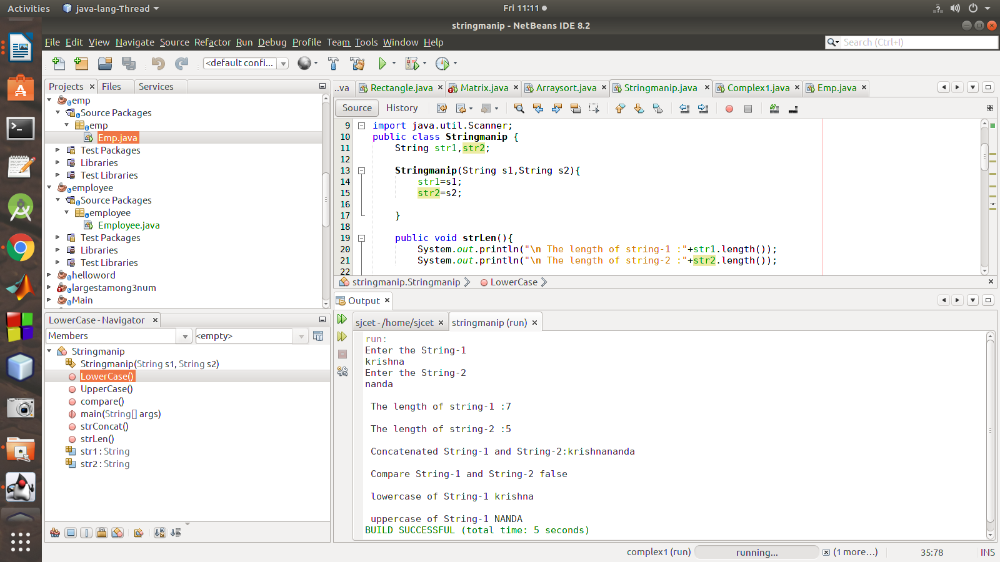 Activities java-lang-Thread Fri 11:11
stringmanip - NetBeans IDE 8.2
File Edit View Navigate Source Refactor Run Debug Profile Team Tools Window Help Search (Ctrl+I)
<default confi...
Projects Files Services
emp
Source Packages
emp
Emp.java
Test Packages
Libraries
Test Libraries
employee
Source Packages
employee
Employee.java
Test Packages
Libraries
Test Libraries
helloword
largestamong3num
Main
..va Rectangle.java Matrix.java Arraysort.java Stringmanip.java Complex1.java Emp.java
Source History
9 import java.util.Scanner;
10 public class Stringmanip {
11 String str1,str2;
12
13 Stringmanip(String s1,String s2){
14 str1=s1;
15 str2=s2;
16
17 }
18
19 public void strLen(){
20 System.out.println("\n The length of string-1 :"+str1.length());
21 System.out.println("\n The length of string-2 :"+str2.length());
22
stringmanip.Stringmanip LowerCase
LowerCase - Navigator
Members <empty>
Stringmanip
Stringmanip(String s1, String s2)
LowerCase()
UpperCase()
compare()
main(String[] args)
strConcat()
strLen()
str1 : String
str2 : String
Output
sjcet - /home/sjcet stringmanip (run)
run:
Enter the String-1
krishna
Enter the String-2
nanda
The length of string-1 :7
The length of string-2 :5
Concatenated String-1 and String-2:krishnananda
Compare String-1 and String-2 false
lowercase of String-1 krishna
uppercase of String-1 NANDA
BUILD SUCCESSFUL (total time: 5 seconds)
complex1 (run) running... (1 more...) 35:78 INS